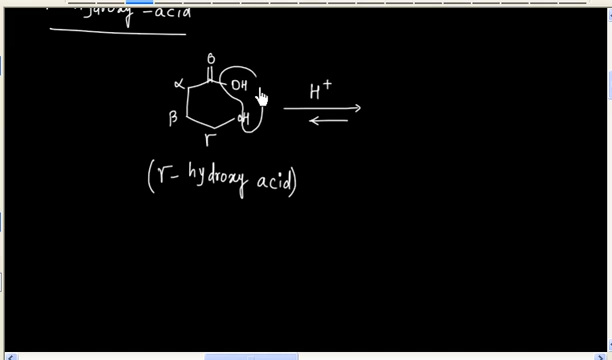 hydroxy - acid
O
α OH
H⁺
β OH
γ
(γ- hydroxy acid)